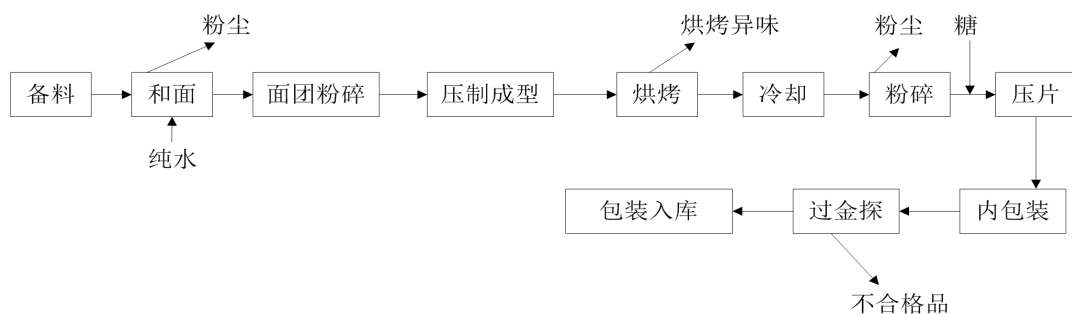 粉尘
烘烤异味
粉尘
糖
备料
和面
面团粉碎
压制成型
烘烤
冷却
粉碎
压片
纯水
包装入库
过金探
内包装
不合格品